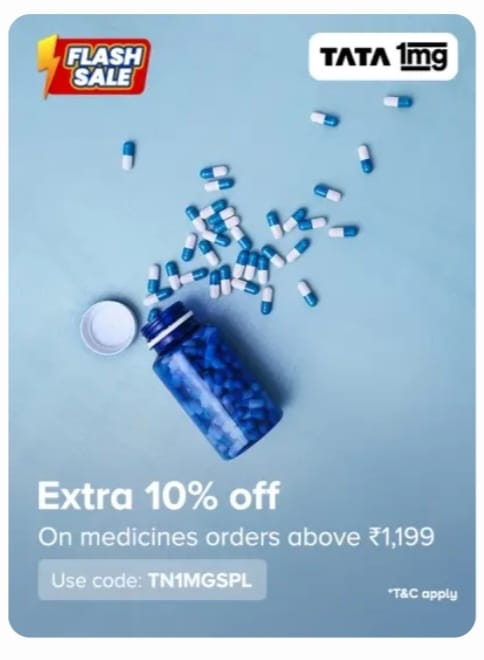 FLASH
SALE
TATA 1mg
Extra 10% off
On medicines orders above ₹1,199
Use code: TN1MGSPL
*T&C apply